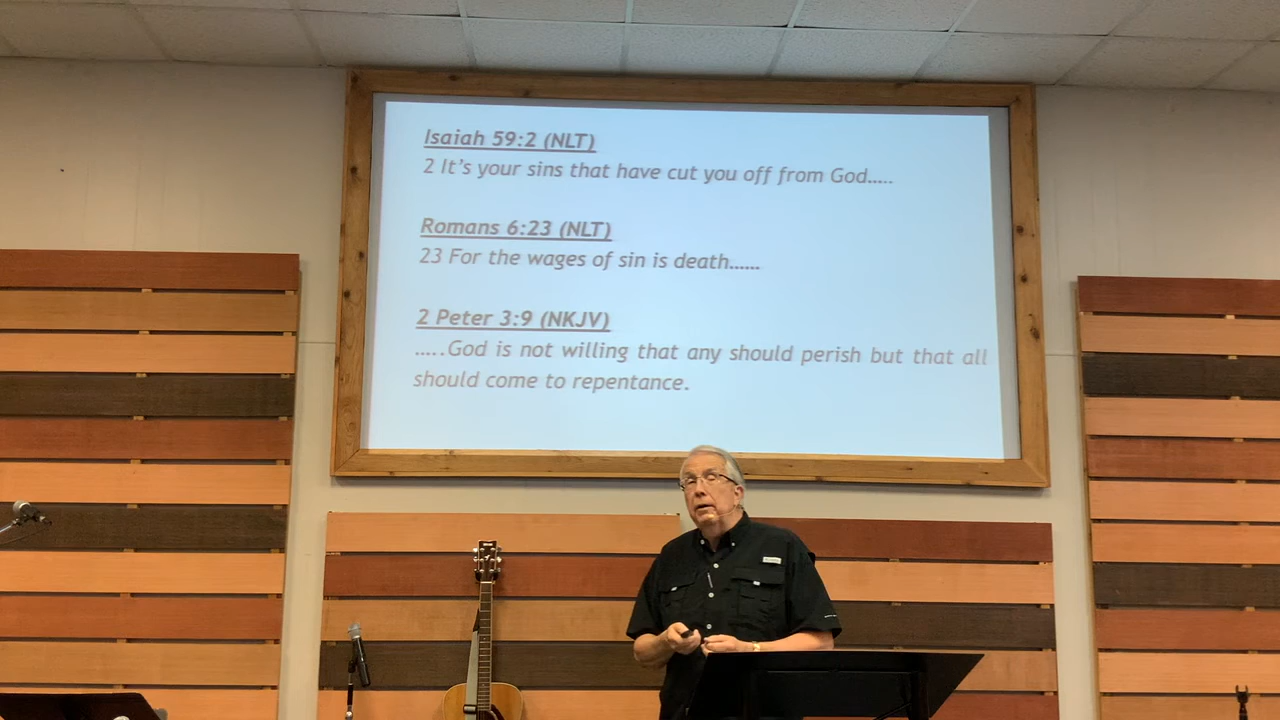 Isaiah 59:2 (NLT)
2 It's your sins that have cut you off from God.....
Romans 6:23 (NLT)
23 For the wages of sin is death......
2 Peter 3:9 (NKJV)
.....God is not willing that any should perish but that all
should come to repentance.